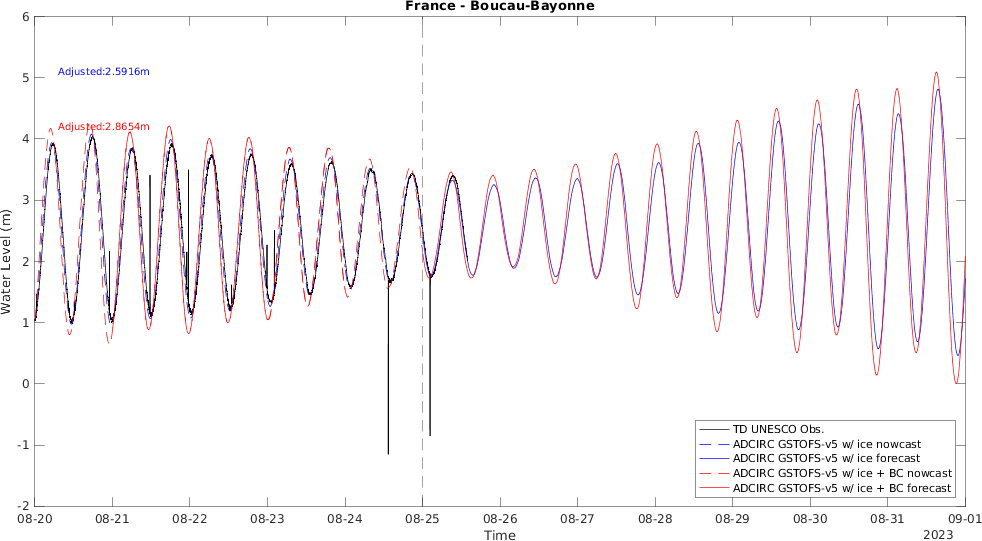 France - Boucau-Bayonne
6
5
4
3
2
1
0
-1
-2
Water Level (m)
Adjusted:2.5916m
Adjusted:2.8654m
TD UNESCO Obs.
ADCIRC GSTOFS-v5 w/ ice nowcast
ADCIRC GSTOFS-v5 w/ ice forecast
ADCIRC GSTOFS-v5 w/ ice + BC nowcast
ADCIRC GSTOFS-v5 w/ ice + BC forecast
08-20 08-21 08-22 08-23 08-24 08-25 08-26 08-27 08-28 08-29 08-30 08-31 09-01
Time
2023